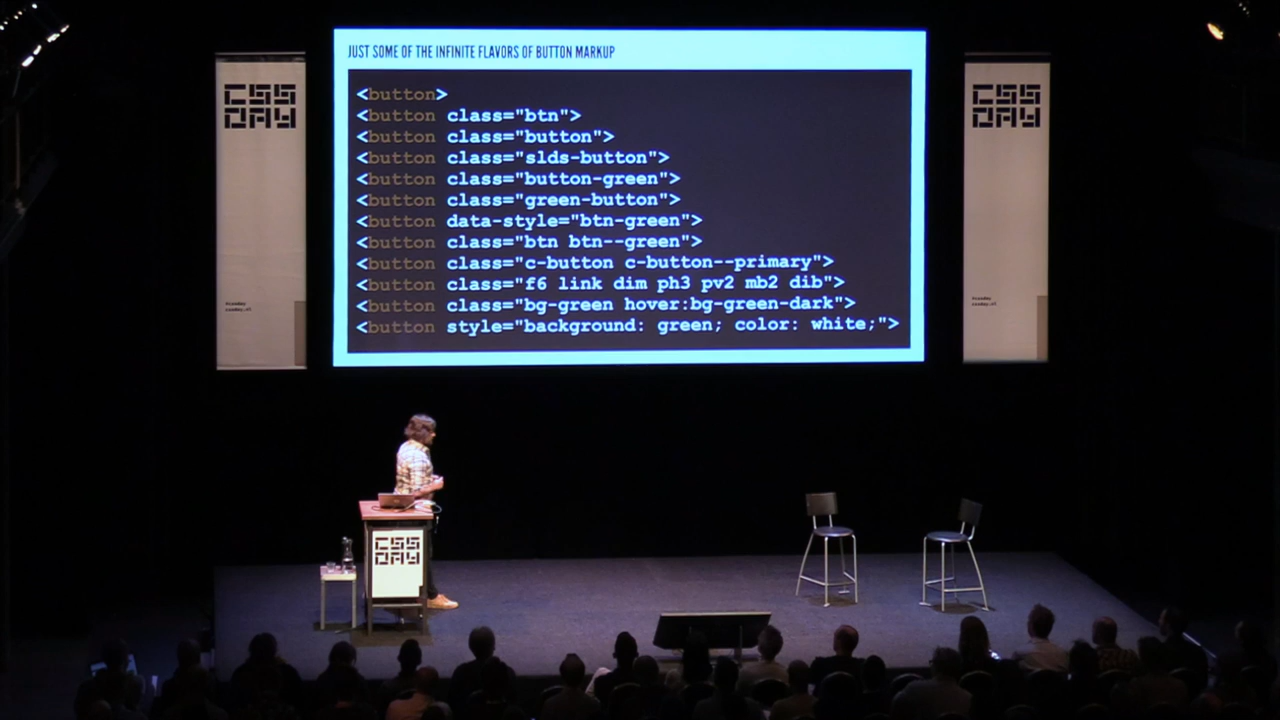 JUST SOME OF THE INFINITE FLAVORS OF BUTTON MARKUP
<button>
<button class="btn">
<button class="button">
<button class="slds-button">
<button class="button-green">
<button class="green-button">
<button data-style="btn-green">
<button class="btn btn--green">
<button class="c-button c-button--primary">
<button class="f6 link dim ph3 pv2 mb2 dib">
<button class="bg-green hover:bg-green-dark">
<button style="background: green; color: white;">
CSS
DAY
CSS
DAY
CSS
DAY